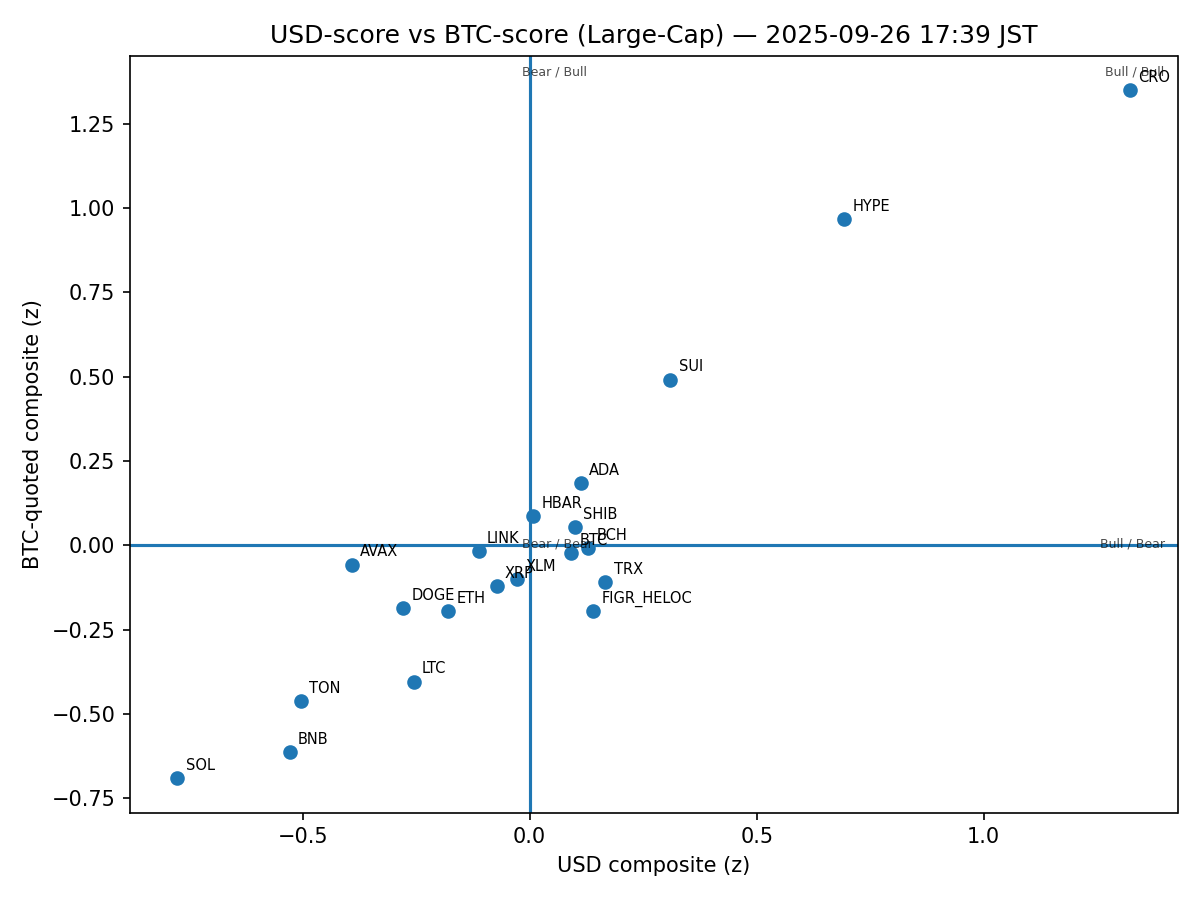 USD-score vs BTC-score (Large-Cap) — 2025-09-26 17:39 JST
Bear / Bull
Bull / Bull
CRO
1.25
HYPE
1.00
0.75
SUI
0.50
ADA
0.25
HBAR
SHIB
BCH
BTC
LINK
Bear / Bear
Bull / Bear
0.00
AVAX
XLM
XRP
TRX
DOGE
ETH
FIGR_HELOC
−0.25
LTC
TON
−0.50
BNB
SOL
−0.75
−0.5
0.0
0.5
1.0
USD composite (z)
BTC-quoted composite (z)